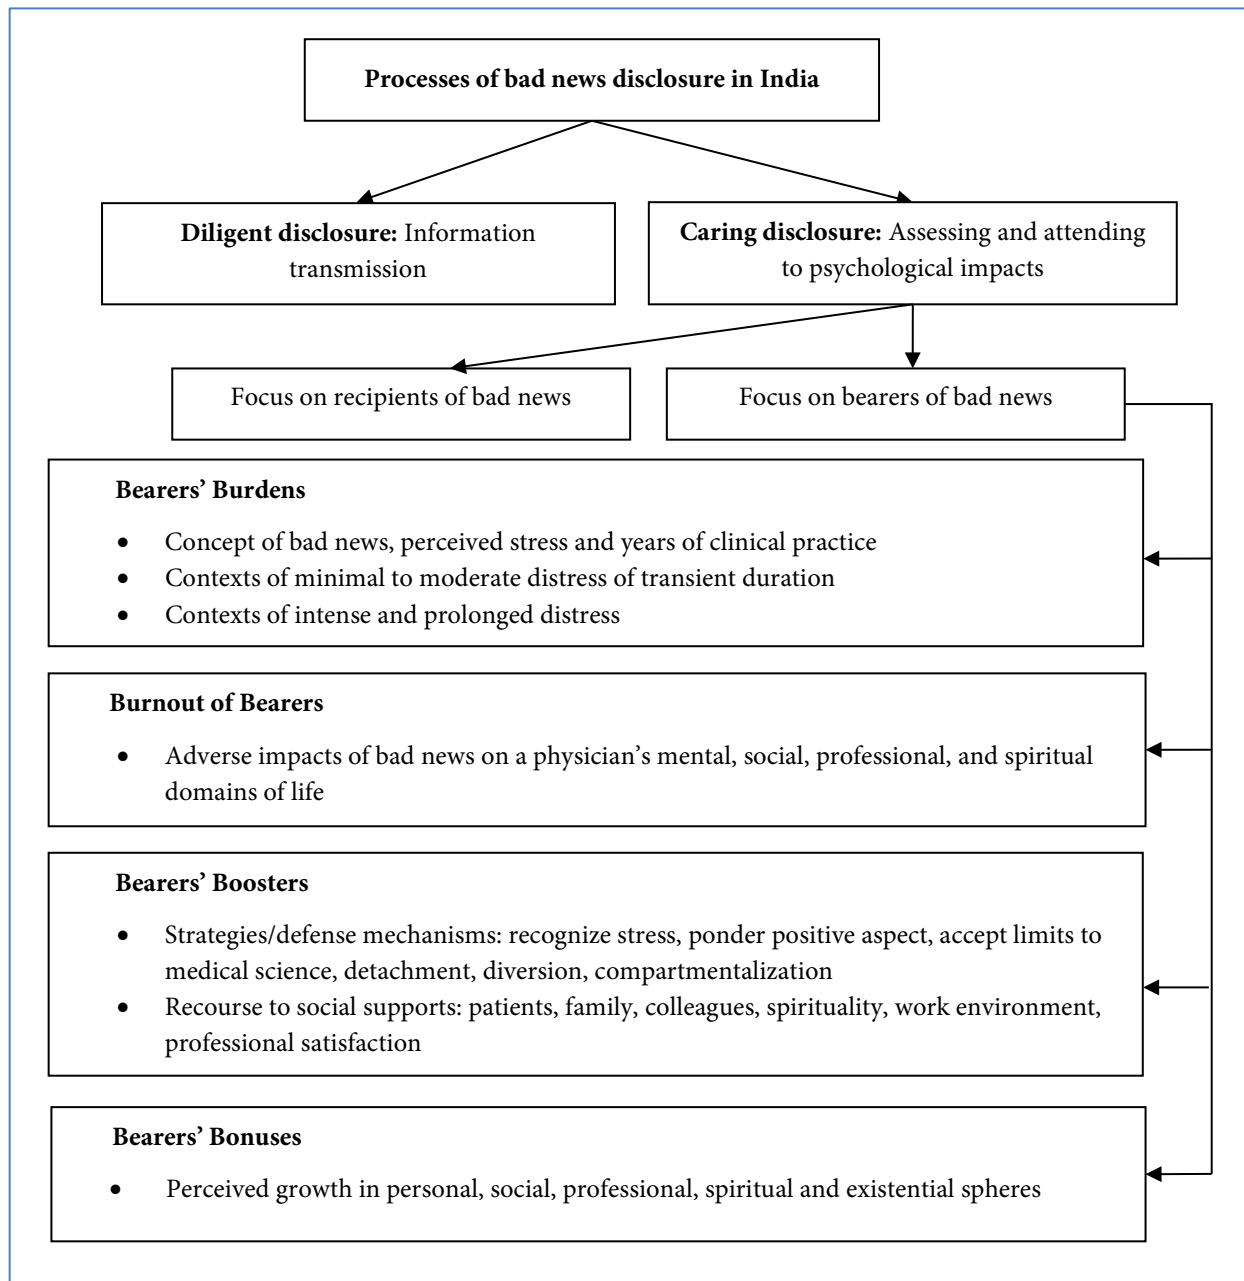 Processes of bad news disclosure in India
Diligent disclosure: Information
transmission
Caring disclosure: Assessing and attending
to psychological impacts
Focus on recipients of bad news
Focus on bearers of bad news
Bearers’ Burdens
• Concept of bad news, perceived stress and years of clinical practice
• Contexts of minimal to moderate distress of transient duration
• Contexts of intense and prolonged distress
Burnout of Bearers
• Adverse impacts of bad news on a physician’s mental, social, professional, and spiritual
domains of life
Bearers’ Boosters
• Strategies/defense mechanisms: recognize stress, ponder positive aspect, accept limits to
medical science, detachment, diversion, compartmentalization
• Recourse to social supports: patients, family, colleagues, spirituality, work environment,
professional satisfaction
Bearers’ Bonuses
• Perceived growth in personal, social, professional, spiritual and existential spheres